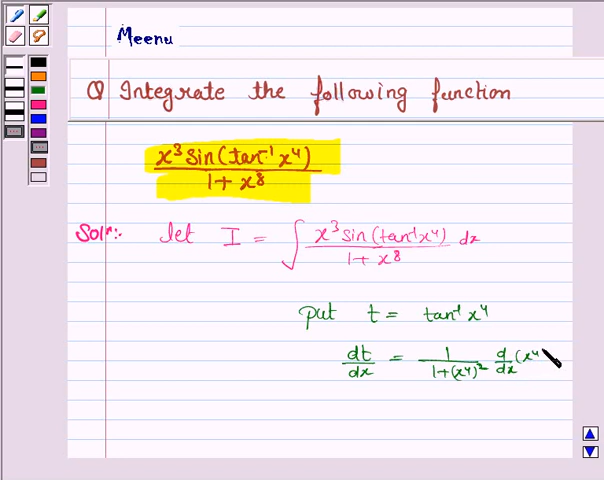 Meenu
Q Integrate the following function
x³ sin(tan⁻¹ x⁴)
1 + x⁸
Solⁿ:- let I = ∫ x³ sin(tan⁻¹x⁴) / 1 + x⁸ dx
put t = tan⁻¹ x⁴
dt/dx = 1 / 1+(x⁴)² d/dx (x⁴